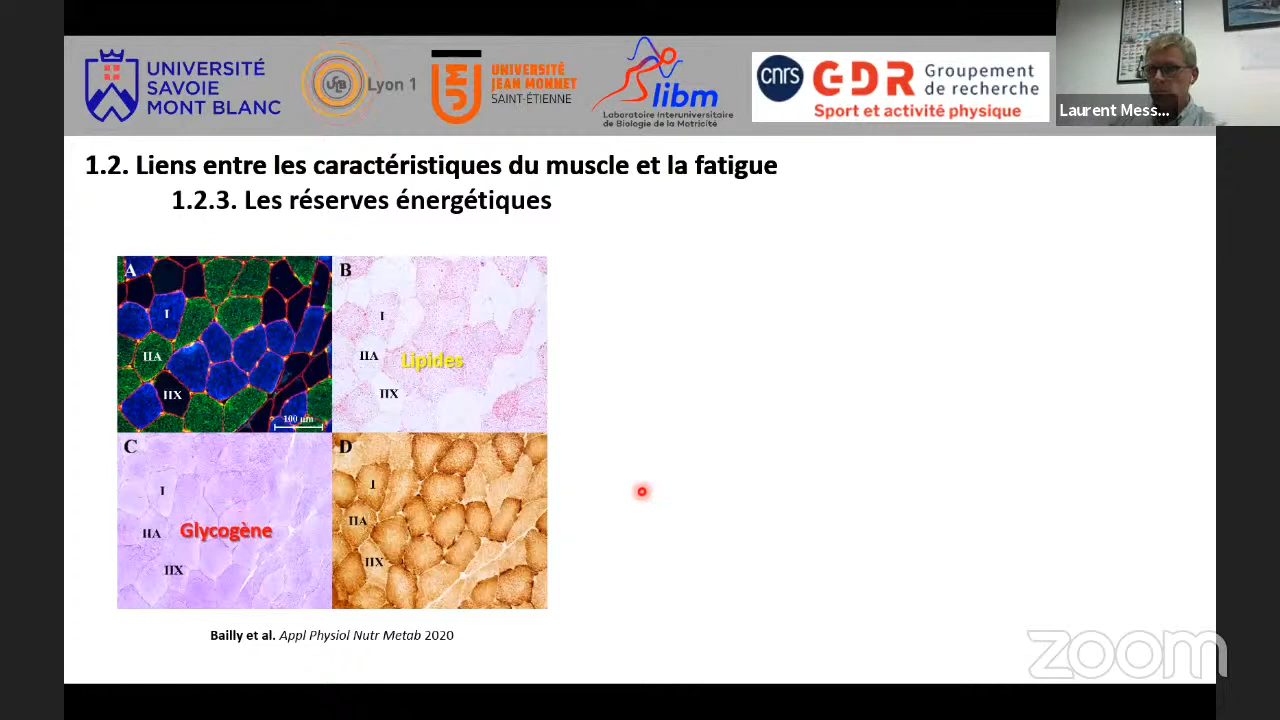 UNIVERSITÉ
SAVOIE
MONT BLANC
Lyon 1
UJM
UNIVERSITÉ
JEAN MONNET
SAINT-ÉTIENNE
libm
Laboratoire Interuniversitaire
de Biologie de la Motricité
cnrs
GDR
Groupement
de recherche
Sport et activité physique
Laurent Mess...
1.2. Liens entre les caractéristiques du muscle et la fatigue
1.2.3. Les réserves énergétiques
A
I
IIA
IIX
100 µm
B
I
IIA
Lipides
IIX
C
I
IIA
Glycogène
IIX
D
I
IIA
IIX
Bailly et al. Appl Physiol Nutr Metab 2020
zoom